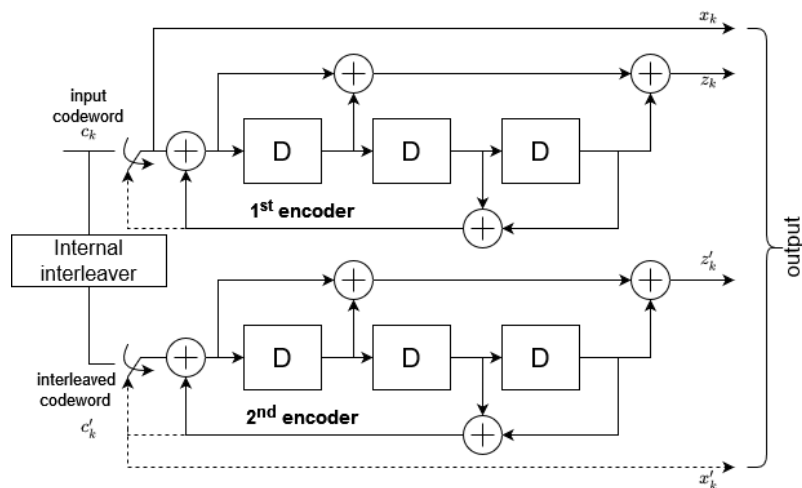 x_k
z_k
input
codeword
c_k
D
D
D
1st encoder
Internal
interleaver
output
z'_k
D
D
D
interleaved
codeword
c'_k
2nd encoder
x'_k